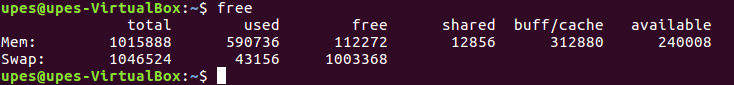 upes@upes-VirtualBox:~$ free
              total        used        free      shared  buff/cache   available
Mem:        1015888      590736      112272       12856      312880      240008
Swap:       1046524       43156     1003368
upes@upes-VirtualBox:~$